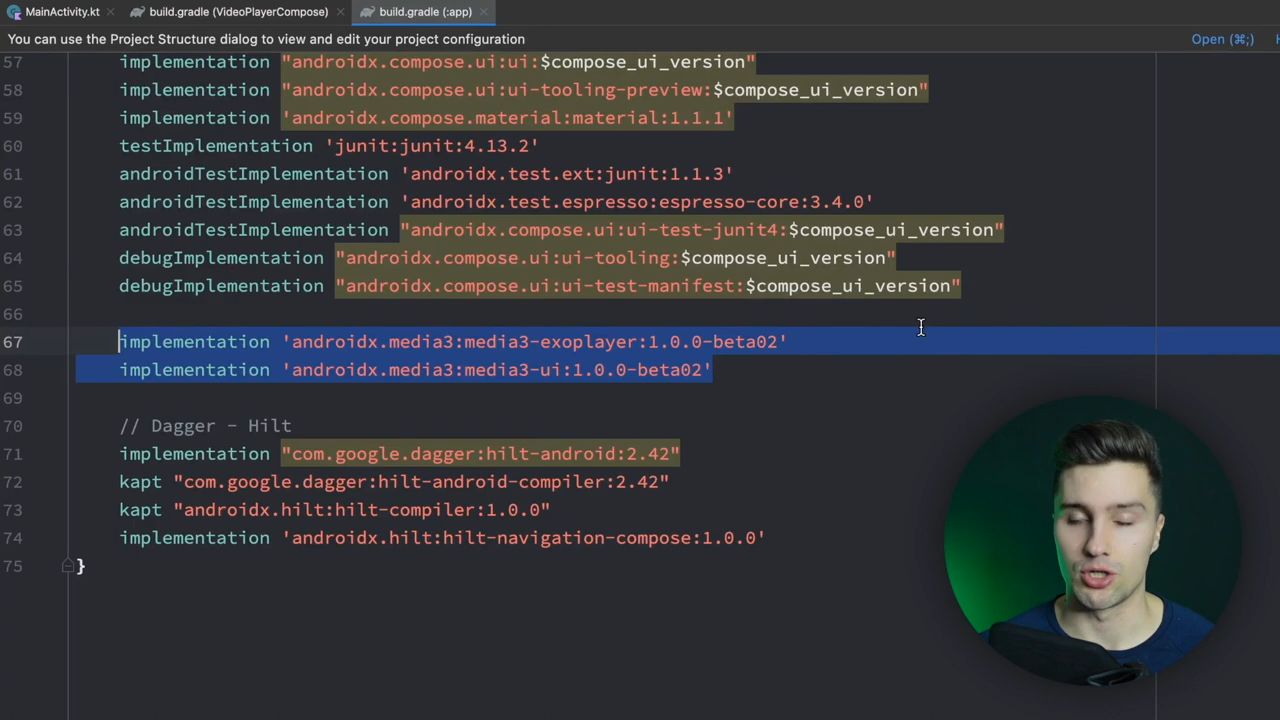 MainActivity.kt
build.gradle (VideoPlayerCompose)
build.gradle (:app)
You can use the Project Structure dialog to view and edit your project configuration
Open (⌘;)
57 implementation "androidx.compose.ui:ui:$compose_ui_version"
58 implementation "androidx.compose.ui:ui-tooling-preview:$compose_ui_version"
59 implementation 'androidx.compose.material:material:1.1.1'
60 testImplementation 'junit:junit:4.13.2'
61 androidTestImplementation 'androidx.test.ext:junit:1.1.3'
62 androidTestImplementation 'androidx.test.espresso:espresso-core:3.4.0'
63 androidTestImplementation "androidx.compose.ui:ui-test-junit4:$compose_ui_version"
64 debugImplementation "androidx.compose.ui:ui-tooling:$compose_ui_version"
65 debugImplementation "androidx.compose.ui:ui-test-manifest:$compose_ui_version"
66
67 implementation 'androidx.media3:media3-exoplayer:1.0.0-beta02'
68 implementation 'androidx.media3:media3-ui:1.0.0-beta02'
69
70 // Dagger - Hilt
71 implementation "com.google.dagger:hilt-android:2.42"
72 kapt "com.google.dagger:hilt-android-compiler:2.42"
73 kapt "androidx.hilt:hilt-compiler:1.0.0"
74 implementation 'androidx.hilt:hilt-navigation-compose:1.0.0'
75 }